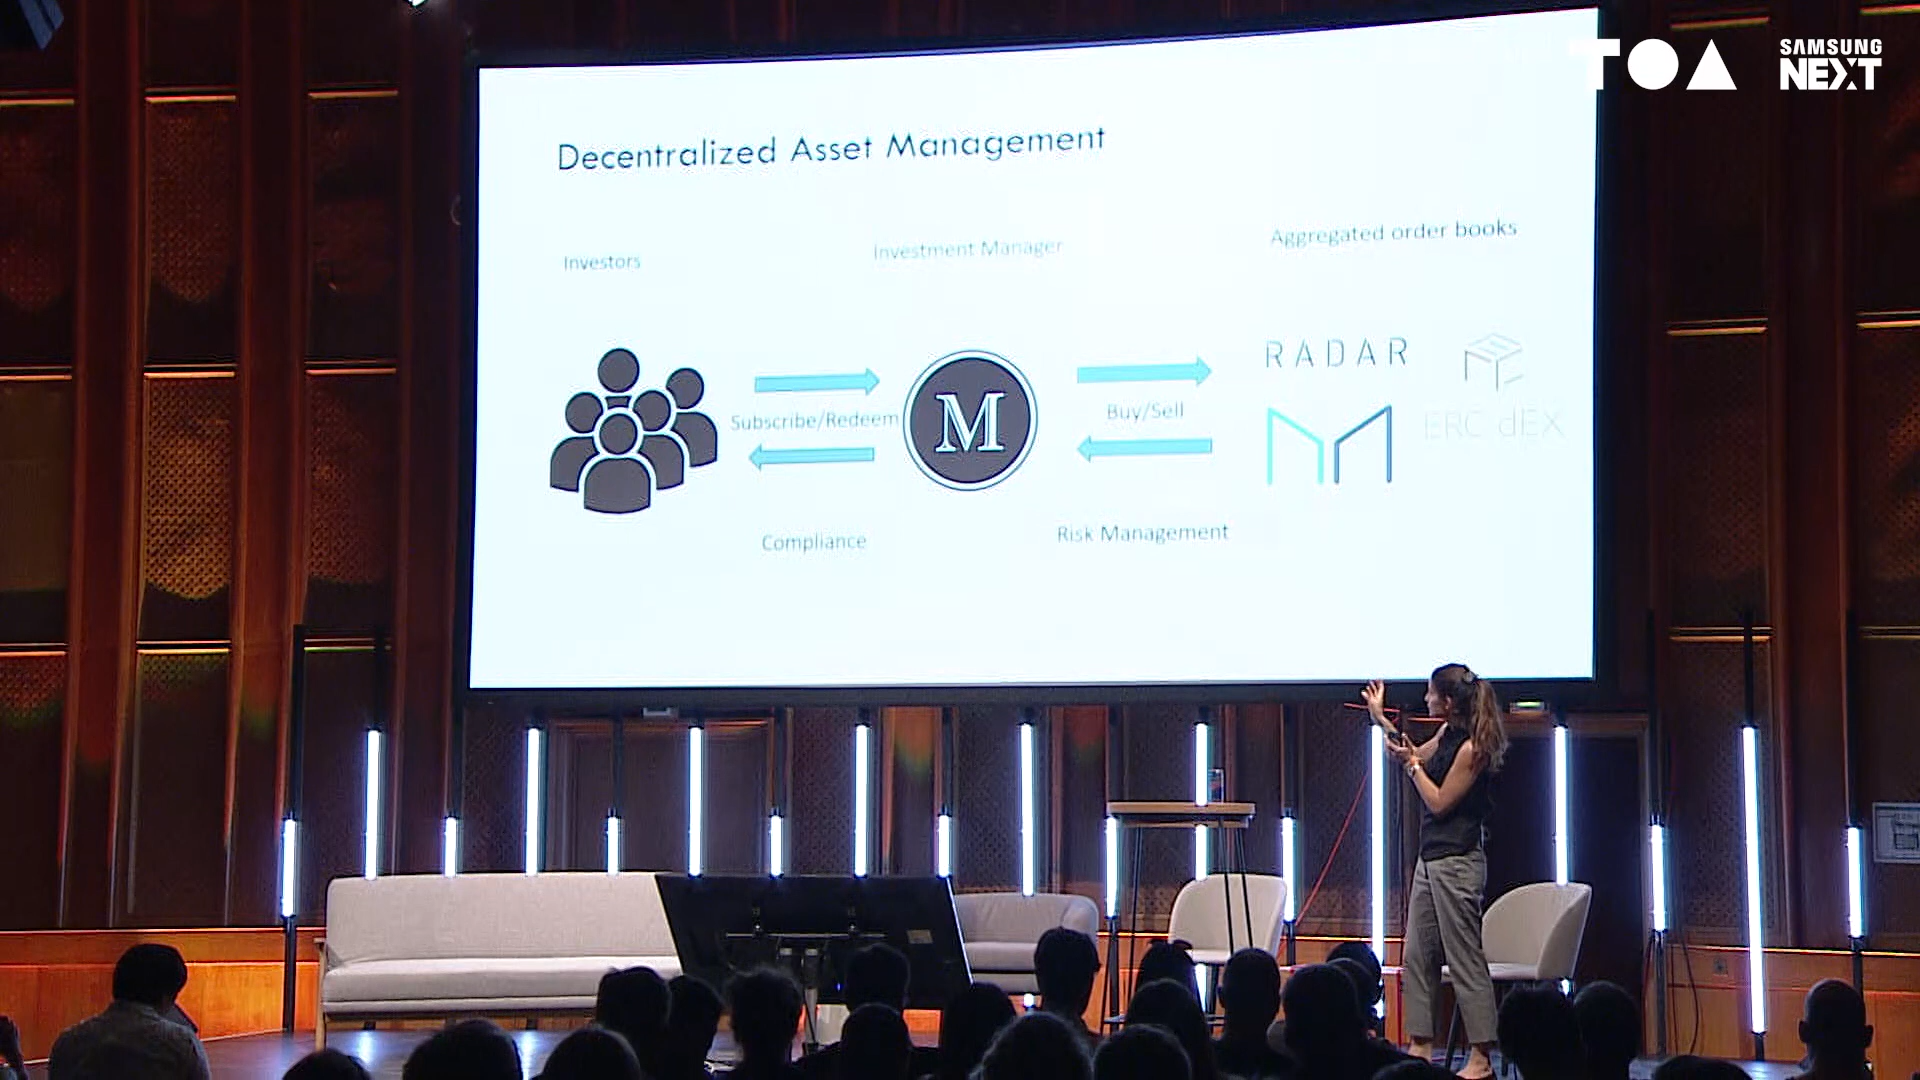 TOA
SAMSUNG
NEXT
Decentralized Asset Management
Investors
Investment Manager
Aggregated order books
RADAR
Subscribe/Redeem
M
Buy/Sell
ERC dEX
Compliance
Risk Management